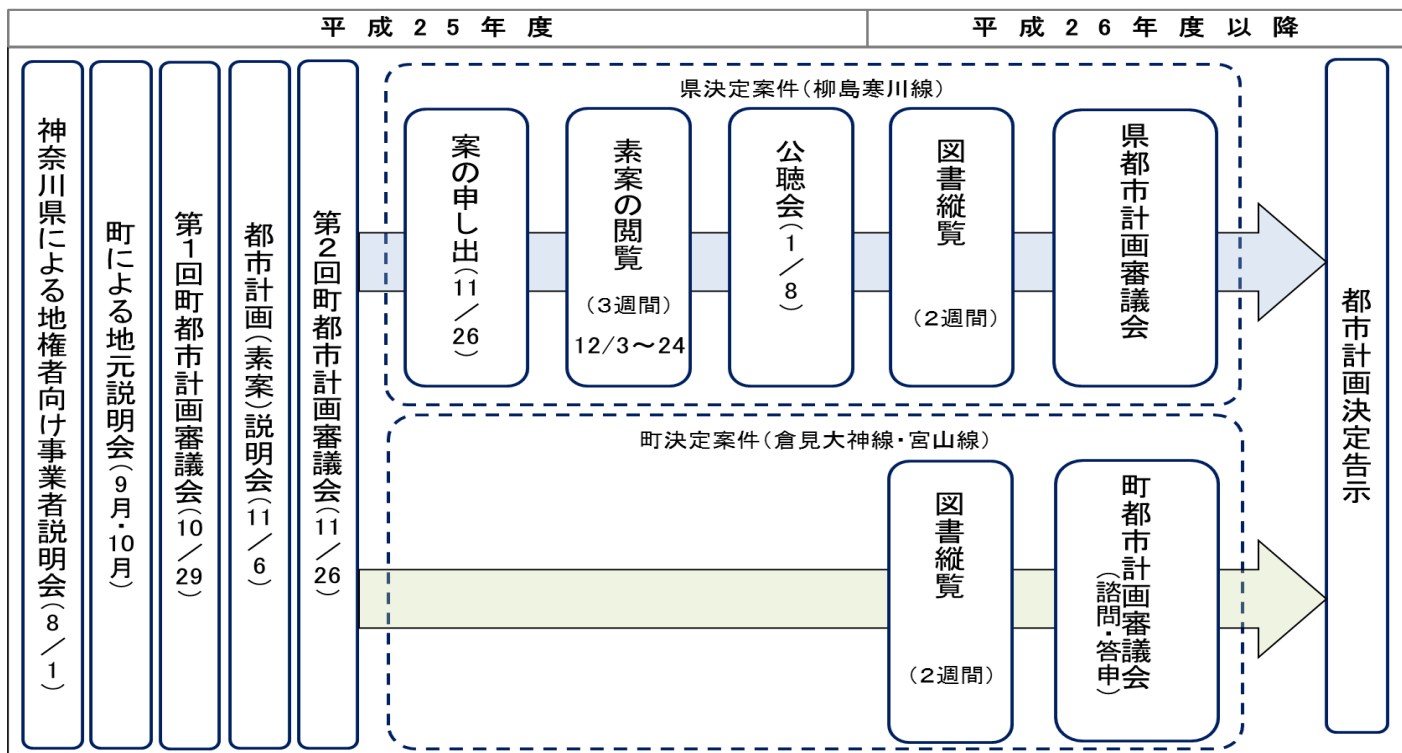 平成25年度
平成26年度以降
神奈川県による地権者向け事業者説明会(8/1)
町による地元説明会(9月・10月)
第1回町都市計画審議会(10/29)
都市計画(素案)説明会(11/6)
第2回町都市計画審議会(11/26)
県決定案件(柳島寒川線)
案の申し出(11/26)
素案の閲覧
(3週間)
12/3~24
公聴会(1/8)
図書縦覧
(2週間)
県都市計画審議会
町決定案件(倉見大神線・宮山線)
図書縦覧
(2週間)
町都市計画審議会
(諮問・答申)
都市計画決定告示